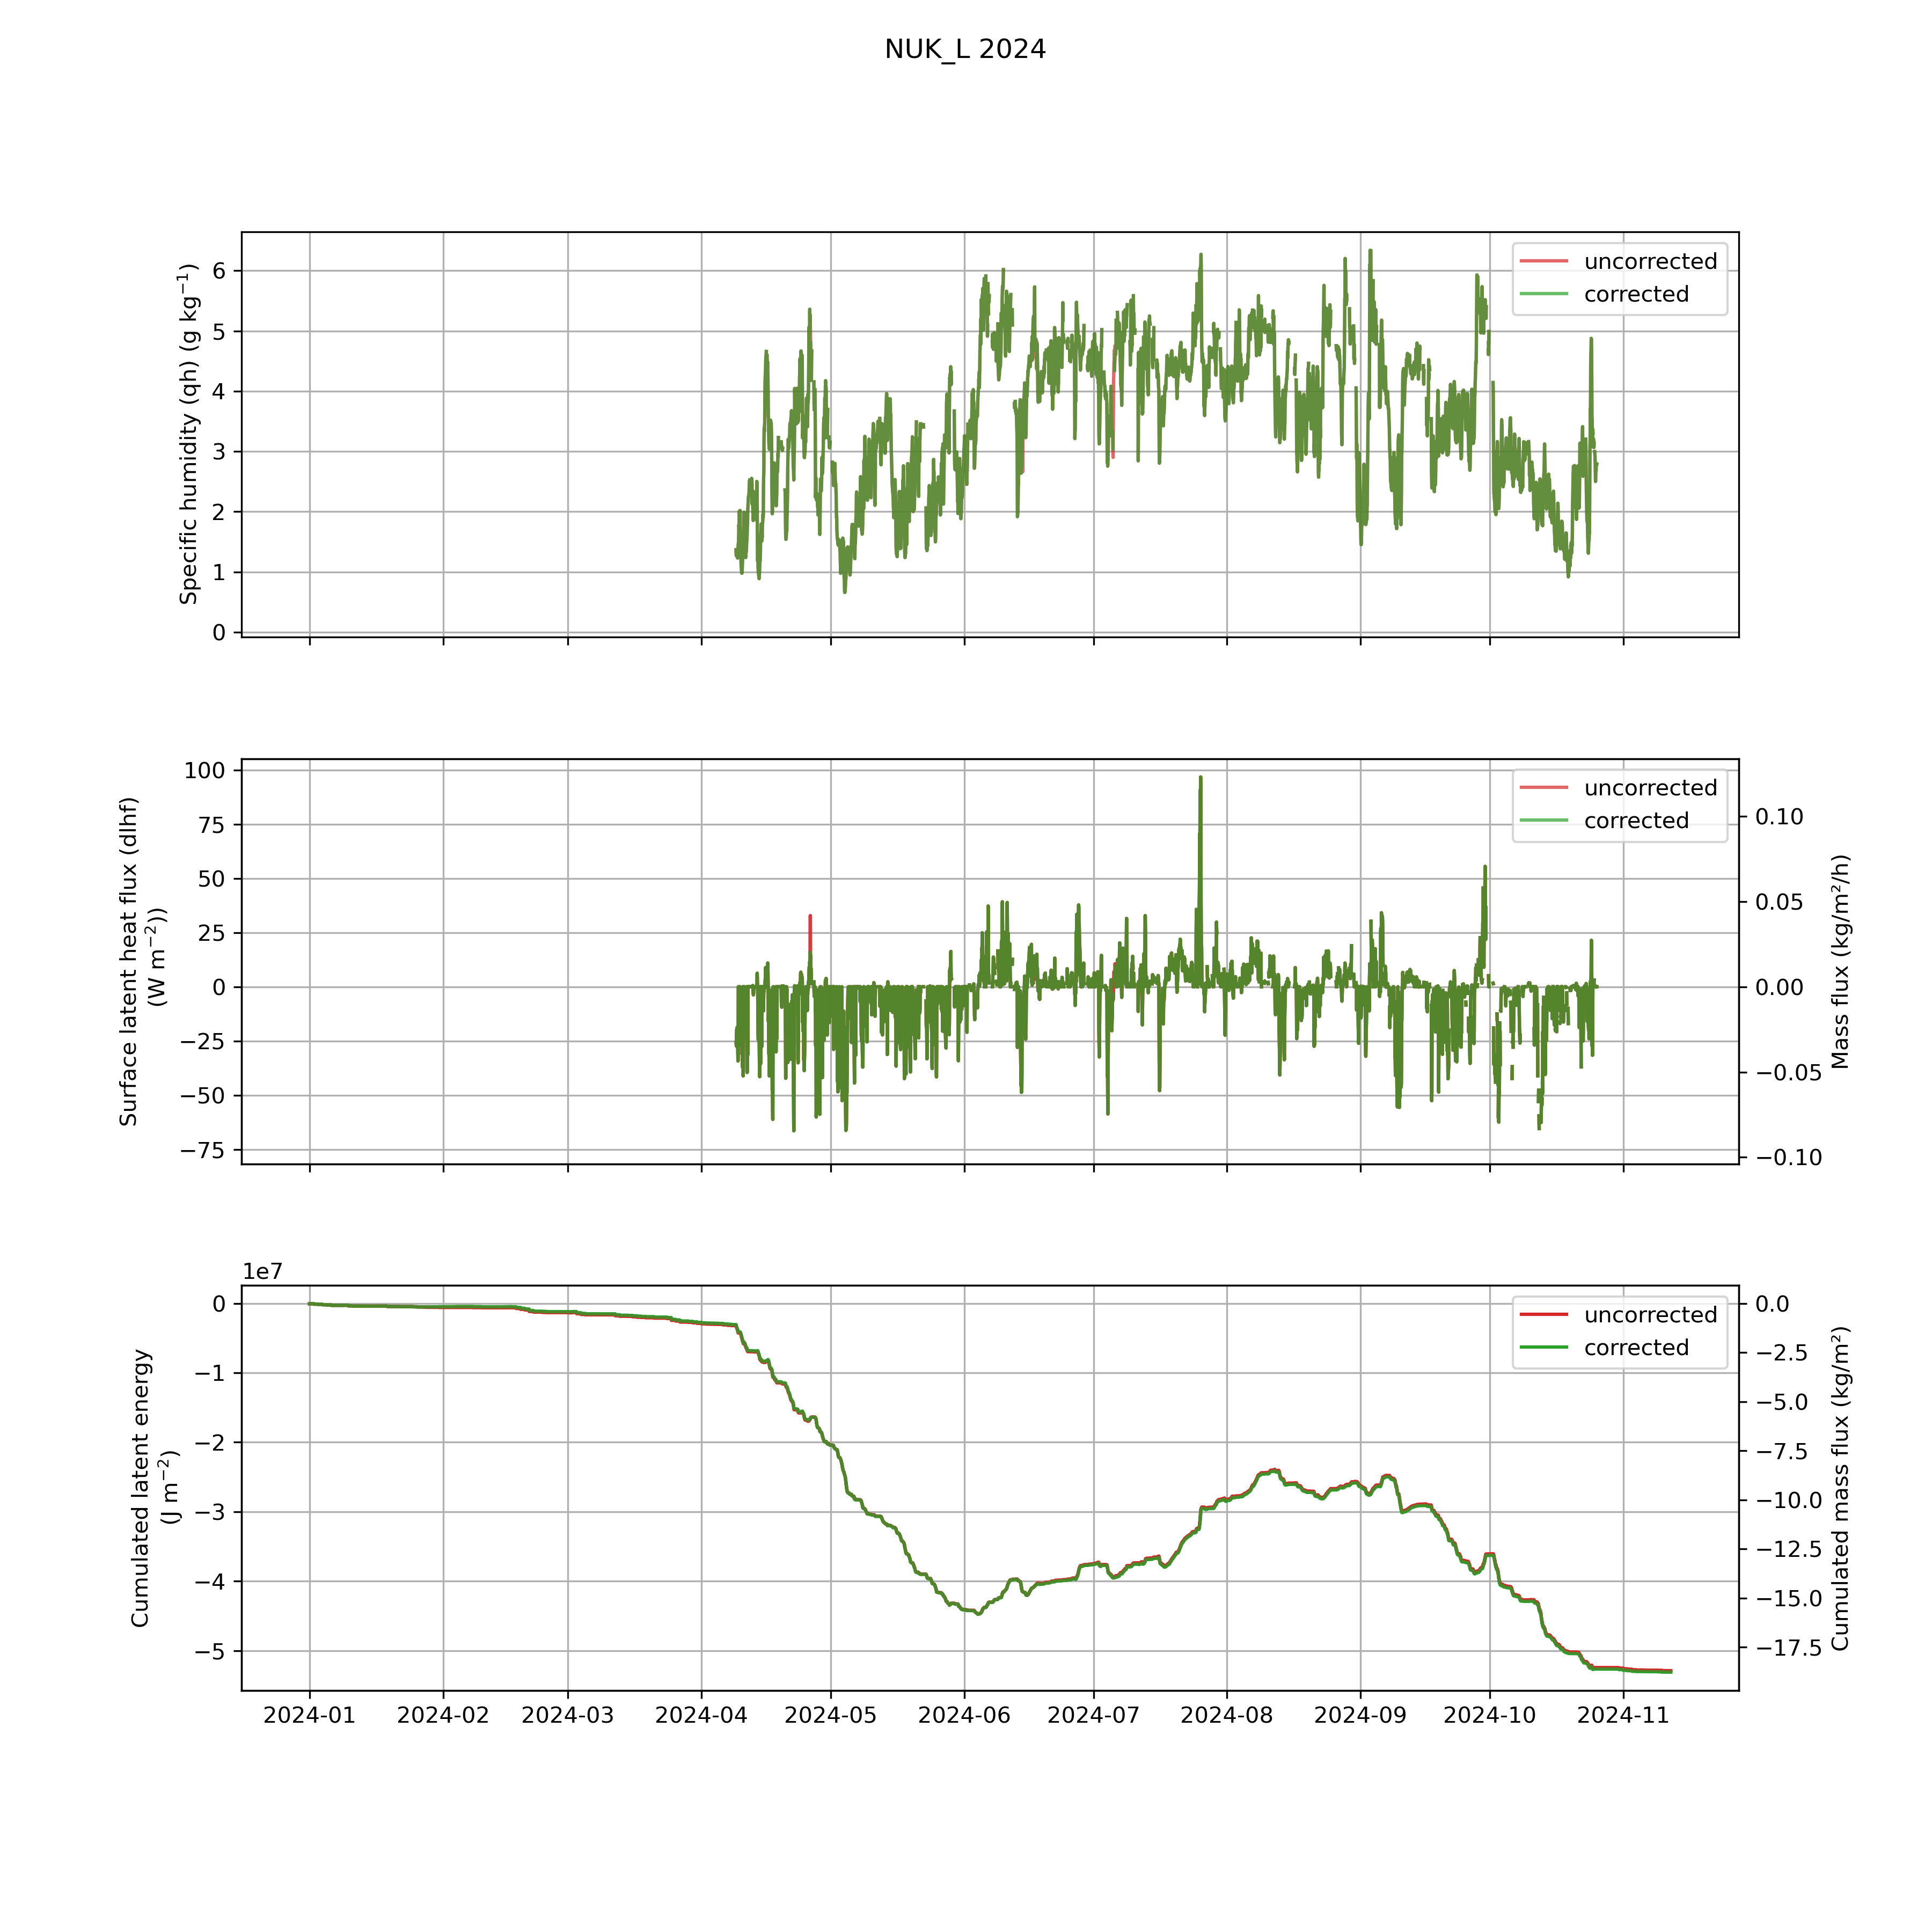 NUK_L 2024
Specific humidity (qh) (g kg⁻¹)
6
5
4
3
2
1
0
uncorrected
corrected
Surface latent heat flux (dlhf)
(W m⁻²))
100
75
50
25
0
−25
−50
−75
uncorrected
corrected
0.10
0.05
0.00
−0.05
−0.10
Mass flux (kg/m²/h)
1e7
Cumulated latent energy
(J m⁻²)
0
−1
−2
−3
−4
−5
uncorrected
corrected
0.0
−2.5
−5.0
−7.5
−10.0
−12.5
−15.0
−17.5
Cumulated mass flux (kg/m²)
2024-01 2024-02 2024-03 2024-04 2024-05 2024-06 2024-07 2024-08 2024-09 2024-10 2024-11